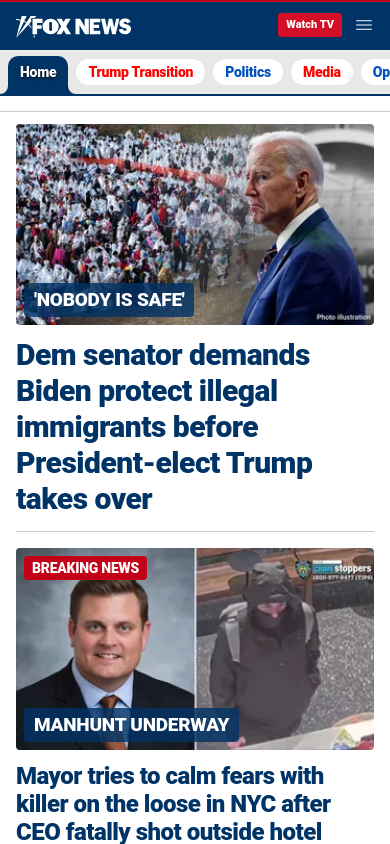 FOX NEWS
Watch TV
Home
Trump Transition
Politics
Media
Op
'NOBODY IS SAFE'
Photo illustration
Dem senator demands
Biden protect illegal
immigrants before
President-elect Trump
takes over
BREAKING NEWS
CRIME stoppers
1800-577-8477 (TIPS)
MANHUNT UNDERWAY
Mayor tries to calm fears with
killer on the loose in NYC after
CEO fatally shot outside hotel